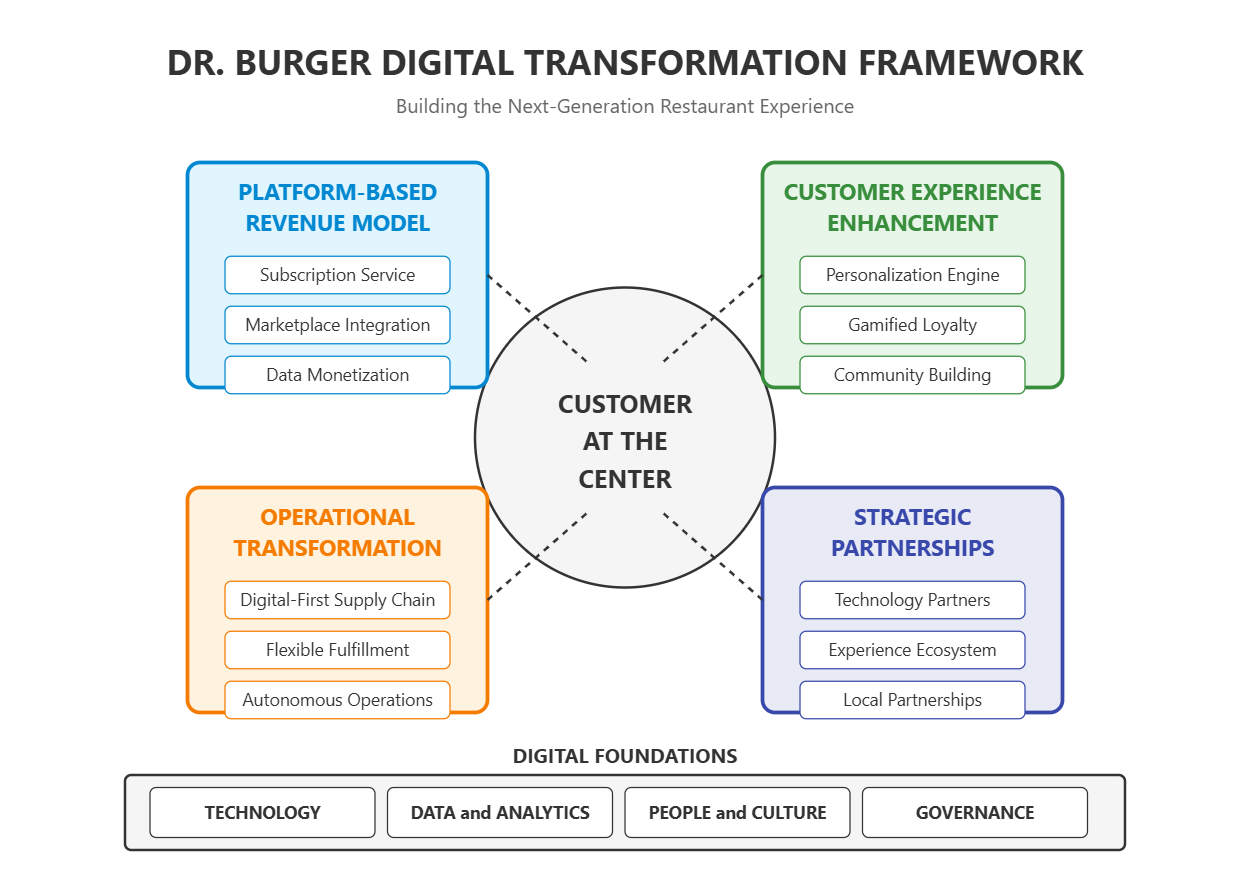 DR. BURGER DIGITAL TRANSFORMATION FRAMEWORK
Building the Next-Generation Restaurant Experience
PLATFORM-BASED
REVENUE MODEL
Subscription Service
Marketplace Integration
Data Monetization
CUSTOMER EXPERIENCE
ENHANCEMENT
Personalization Engine
Gamified Loyalty
Community Building
CUSTOMER
AT THE
CENTER
OPERATIONAL
TRANSFORMATION
Digital-First Supply Chain
Flexible Fulfillment
Autonomous Operations
STRATEGIC
PARTNERSHIPS
Technology Partners
Experience Ecosystem
Local Partnerships
DIGITAL FOUNDATIONS
TECHNOLOGY
DATA and ANALYTICS
PEOPLE and CULTURE
GOVERNANCE